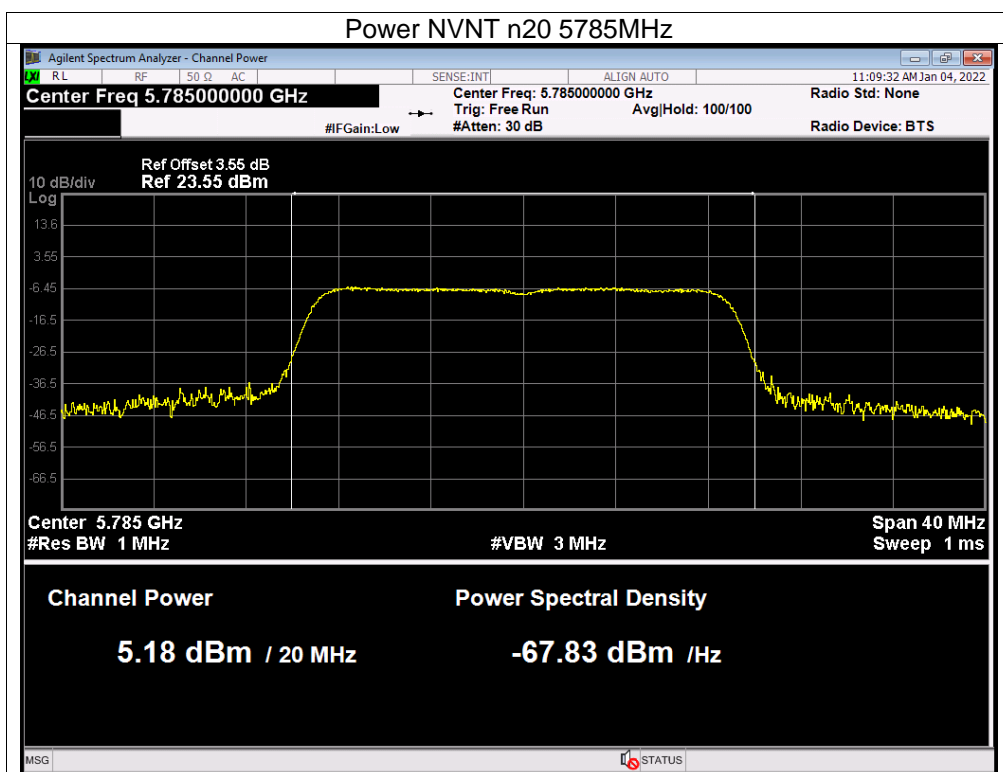 Power NVNT n20 5785MHz
Agilent Spectrum Analyzer - Channel Power
LXI RL RF 50 Ω AC SENSE:INT ALIGN AUTO 11:09:32 AM Jan 04, 2022
Center Freq 5.785000000 GHz Center Freq: 5.785000000 GHz Radio Std: None
Trig: Free Run Avg|Hold: 100/100
#IFGain:Low #Atten: 30 dB Radio Device: BTS
Ref Offset 3.55 dB
10 dB/div Ref 23.55 dBm
Log
13.6
3.55
-6.45
-16.5
-26.5
-36.5
-46.5
-56.5
-66.5
Center 5.785 GHz Span 40 MHz
#Res BW 1 MHz #VBW 3 MHz Sweep 1 ms
Channel Power Power Spectral Density
5.18 dBm / 20 MHz -67.83 dBm /Hz
MSG STATUS